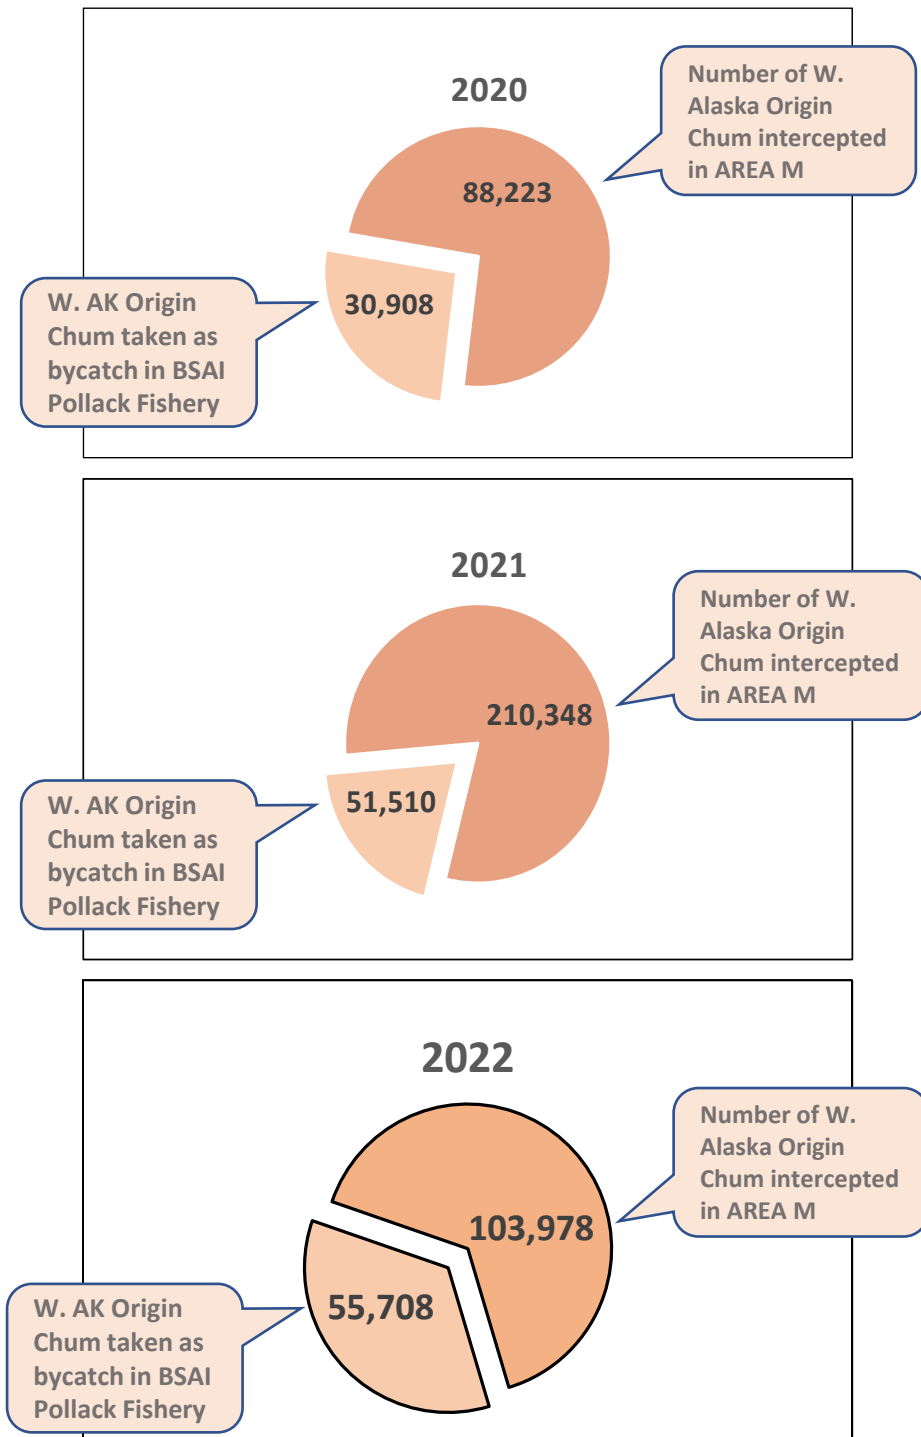 2020
Number of W.
Alaska Origin
Chum intercepted
in AREA M
88,223
W. AK Origin
Chum taken as
bycatch in BSAI
Pollack Fishery
30,908
2021
Number of W.
Alaska Origin
Chum intercepted
in AREA M
210,348
W. AK Origin
Chum taken as
bycatch in BSAI
Pollack Fishery
51,510
2022
Number of W.
Alaska Origin
Chum intercepted
in AREA M
103,978
W. AK Origin
Chum taken as
bycatch in BSAI
Pollack Fishery
55,708